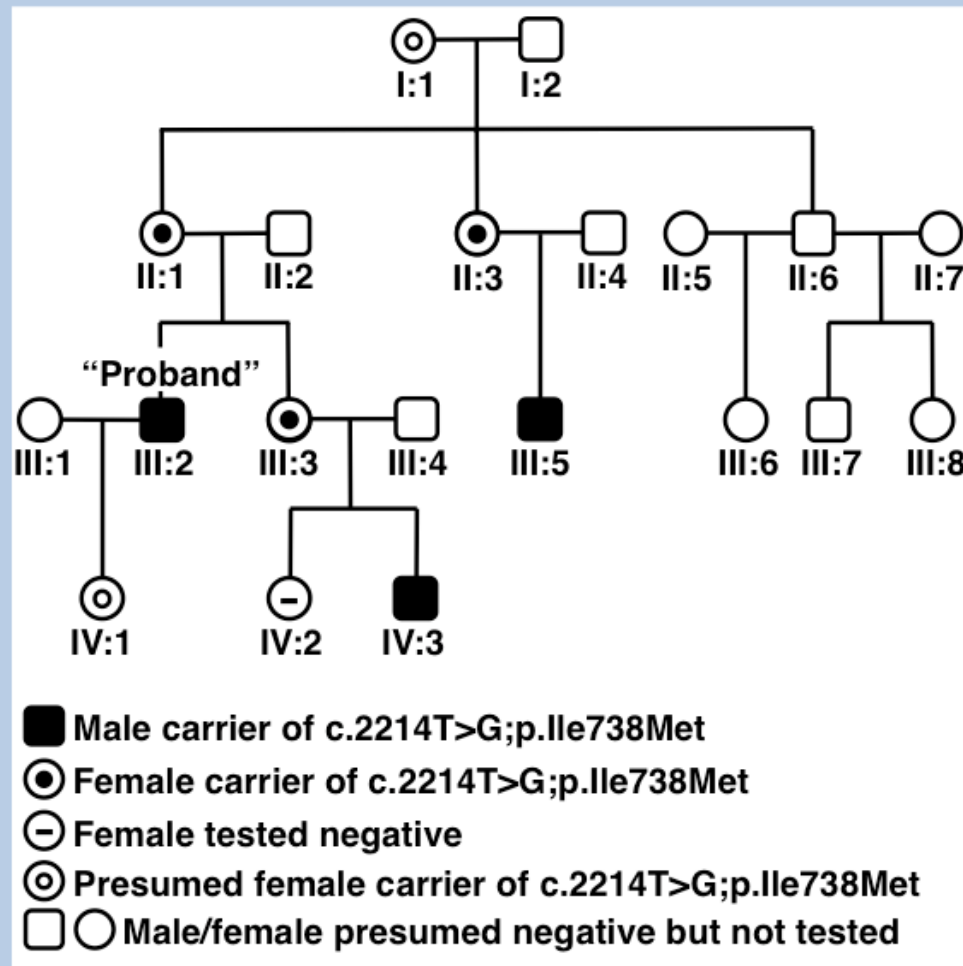 I:1 I:2
II:1 II:2 II:3 II:4 II:5 II:6 II:7
“Proband”
III:1 III:2 III:3 III:4 III:5 III:6 III:7 III:8
IV:1 IV:2 IV:3
Male carrier of c.2214T>G;p.Ile738Met
Female carrier of c.2214T>G;p.Ile738Met
Female tested negative
Presumed female carrier of c.2214T>G;p.Ile738Met
Male/female presumed negative but not tested